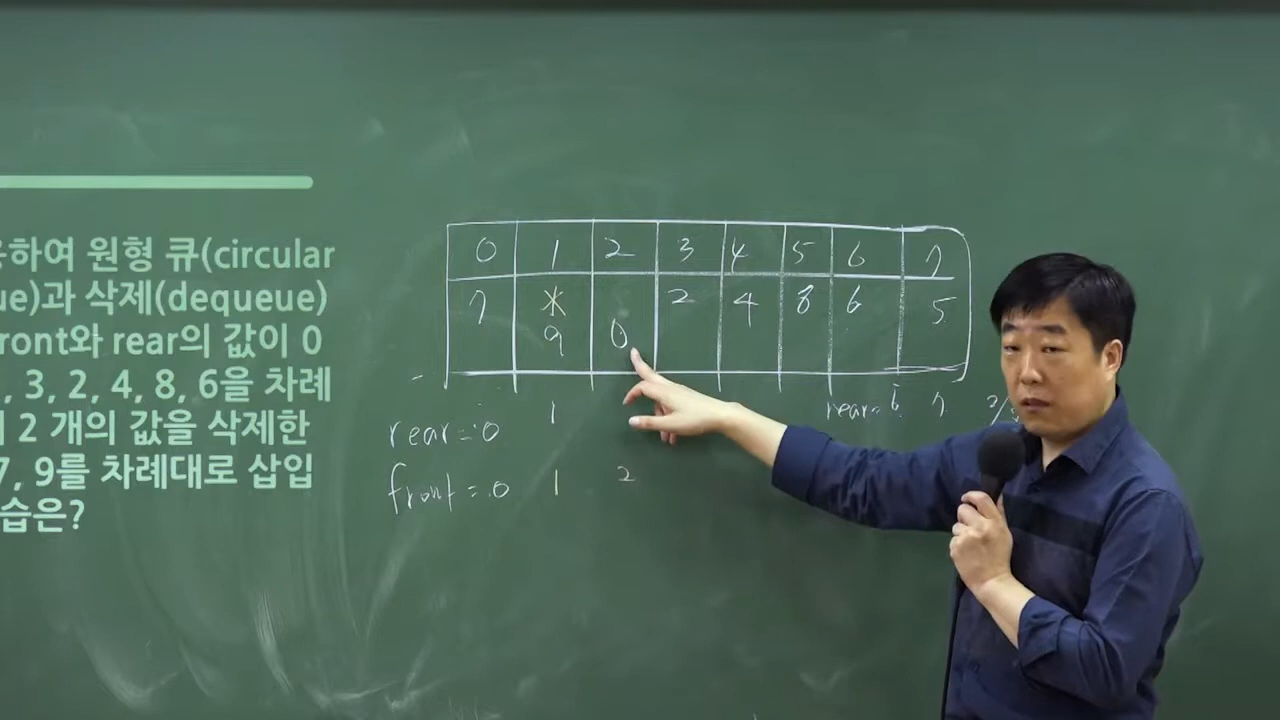 용하여 원형 큐(circular
ue)과 삭제(dequeue)
ront와 rear의 값이 0
, 3, 2, 4, 8, 6을 차례
2 개의 값을 삭제한
7, 9를 차례대로 삽입
습은?
0 1 2 3 4 5 6 7
7 * 2 4 8 6 5
9 0
rear=0 1 rear=6 7
front=0 1 2